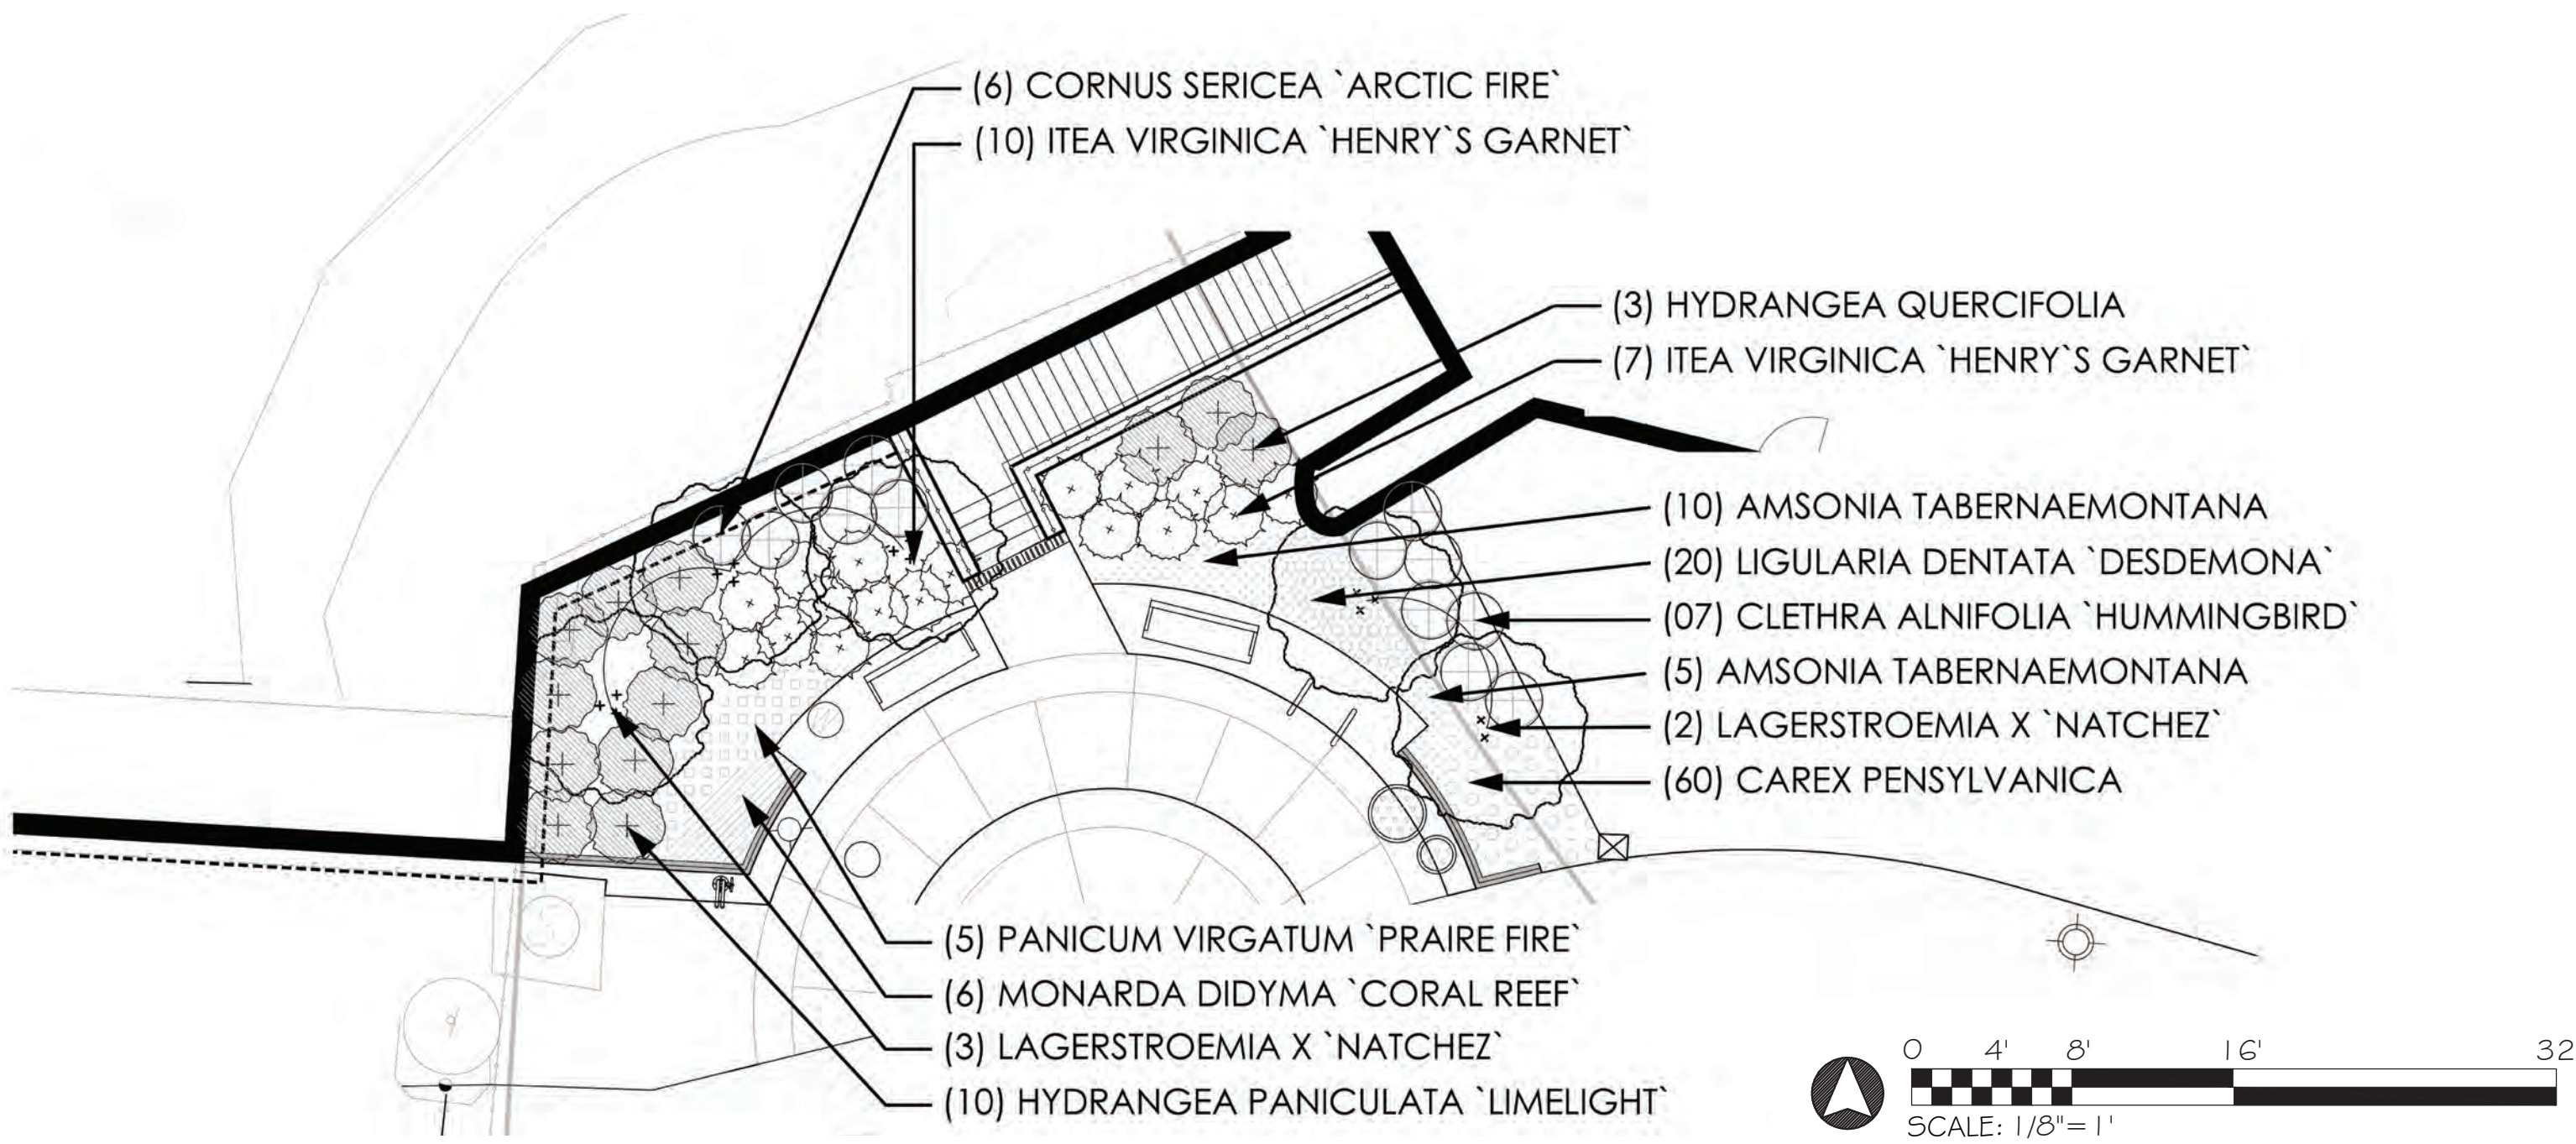 (6) CORNUS SERICEA `ARCTIC FIRE`
(10) ITEA VIRGINICA `HENRY`S GARNET`
(3) HYDRANGEA QUERCIFOLIA
(7) ITEA VIRGINICA `HENRY`S GARNET`
(10) AMSONIA TABERNAEMONTANA
(20) LIGULARIA DENTATA `DESDEMONA`
(07) CLETHRA ALNIFOLIA `HUMMINGBIRD`
(5) AMSONIA TABERNAEMONTANA
(2) LAGERSTROEMIA X `NATCHEZ`
(60) CAREX PENSYLVANICA
(5) PANICUM VIRGATUM `PRAIRE FIRE`
(6) MONARDA DIDYMA `CORAL REEF`
(3) LAGERSTROEMIA X `NATCHEZ`
(10) HYDRANGEA PANICULATA `LIMELIGHT`
0 4' 8' 16' 32
SCALE: 1/8"=1'